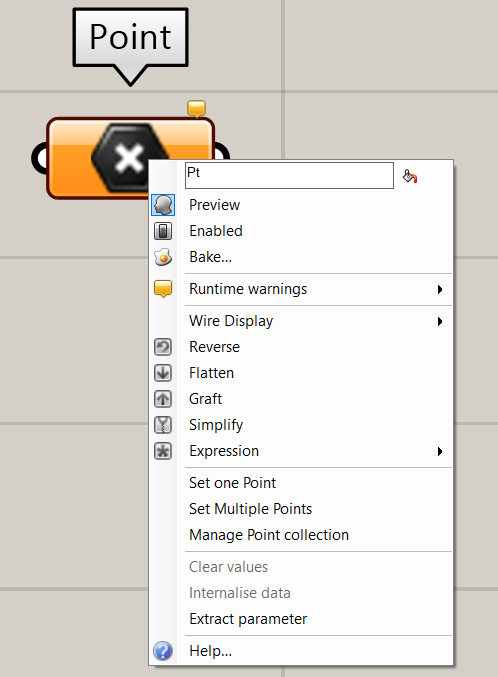 Point
Pt
Preview
Enabled
Bake...
Runtime warnings
Wire Display
Reverse
Flatten
Graft
Simplify
Expression
Set one Point
Set Multiple Points
Manage Point collection
Clear values
Internalise data
Extract parameter
Help...